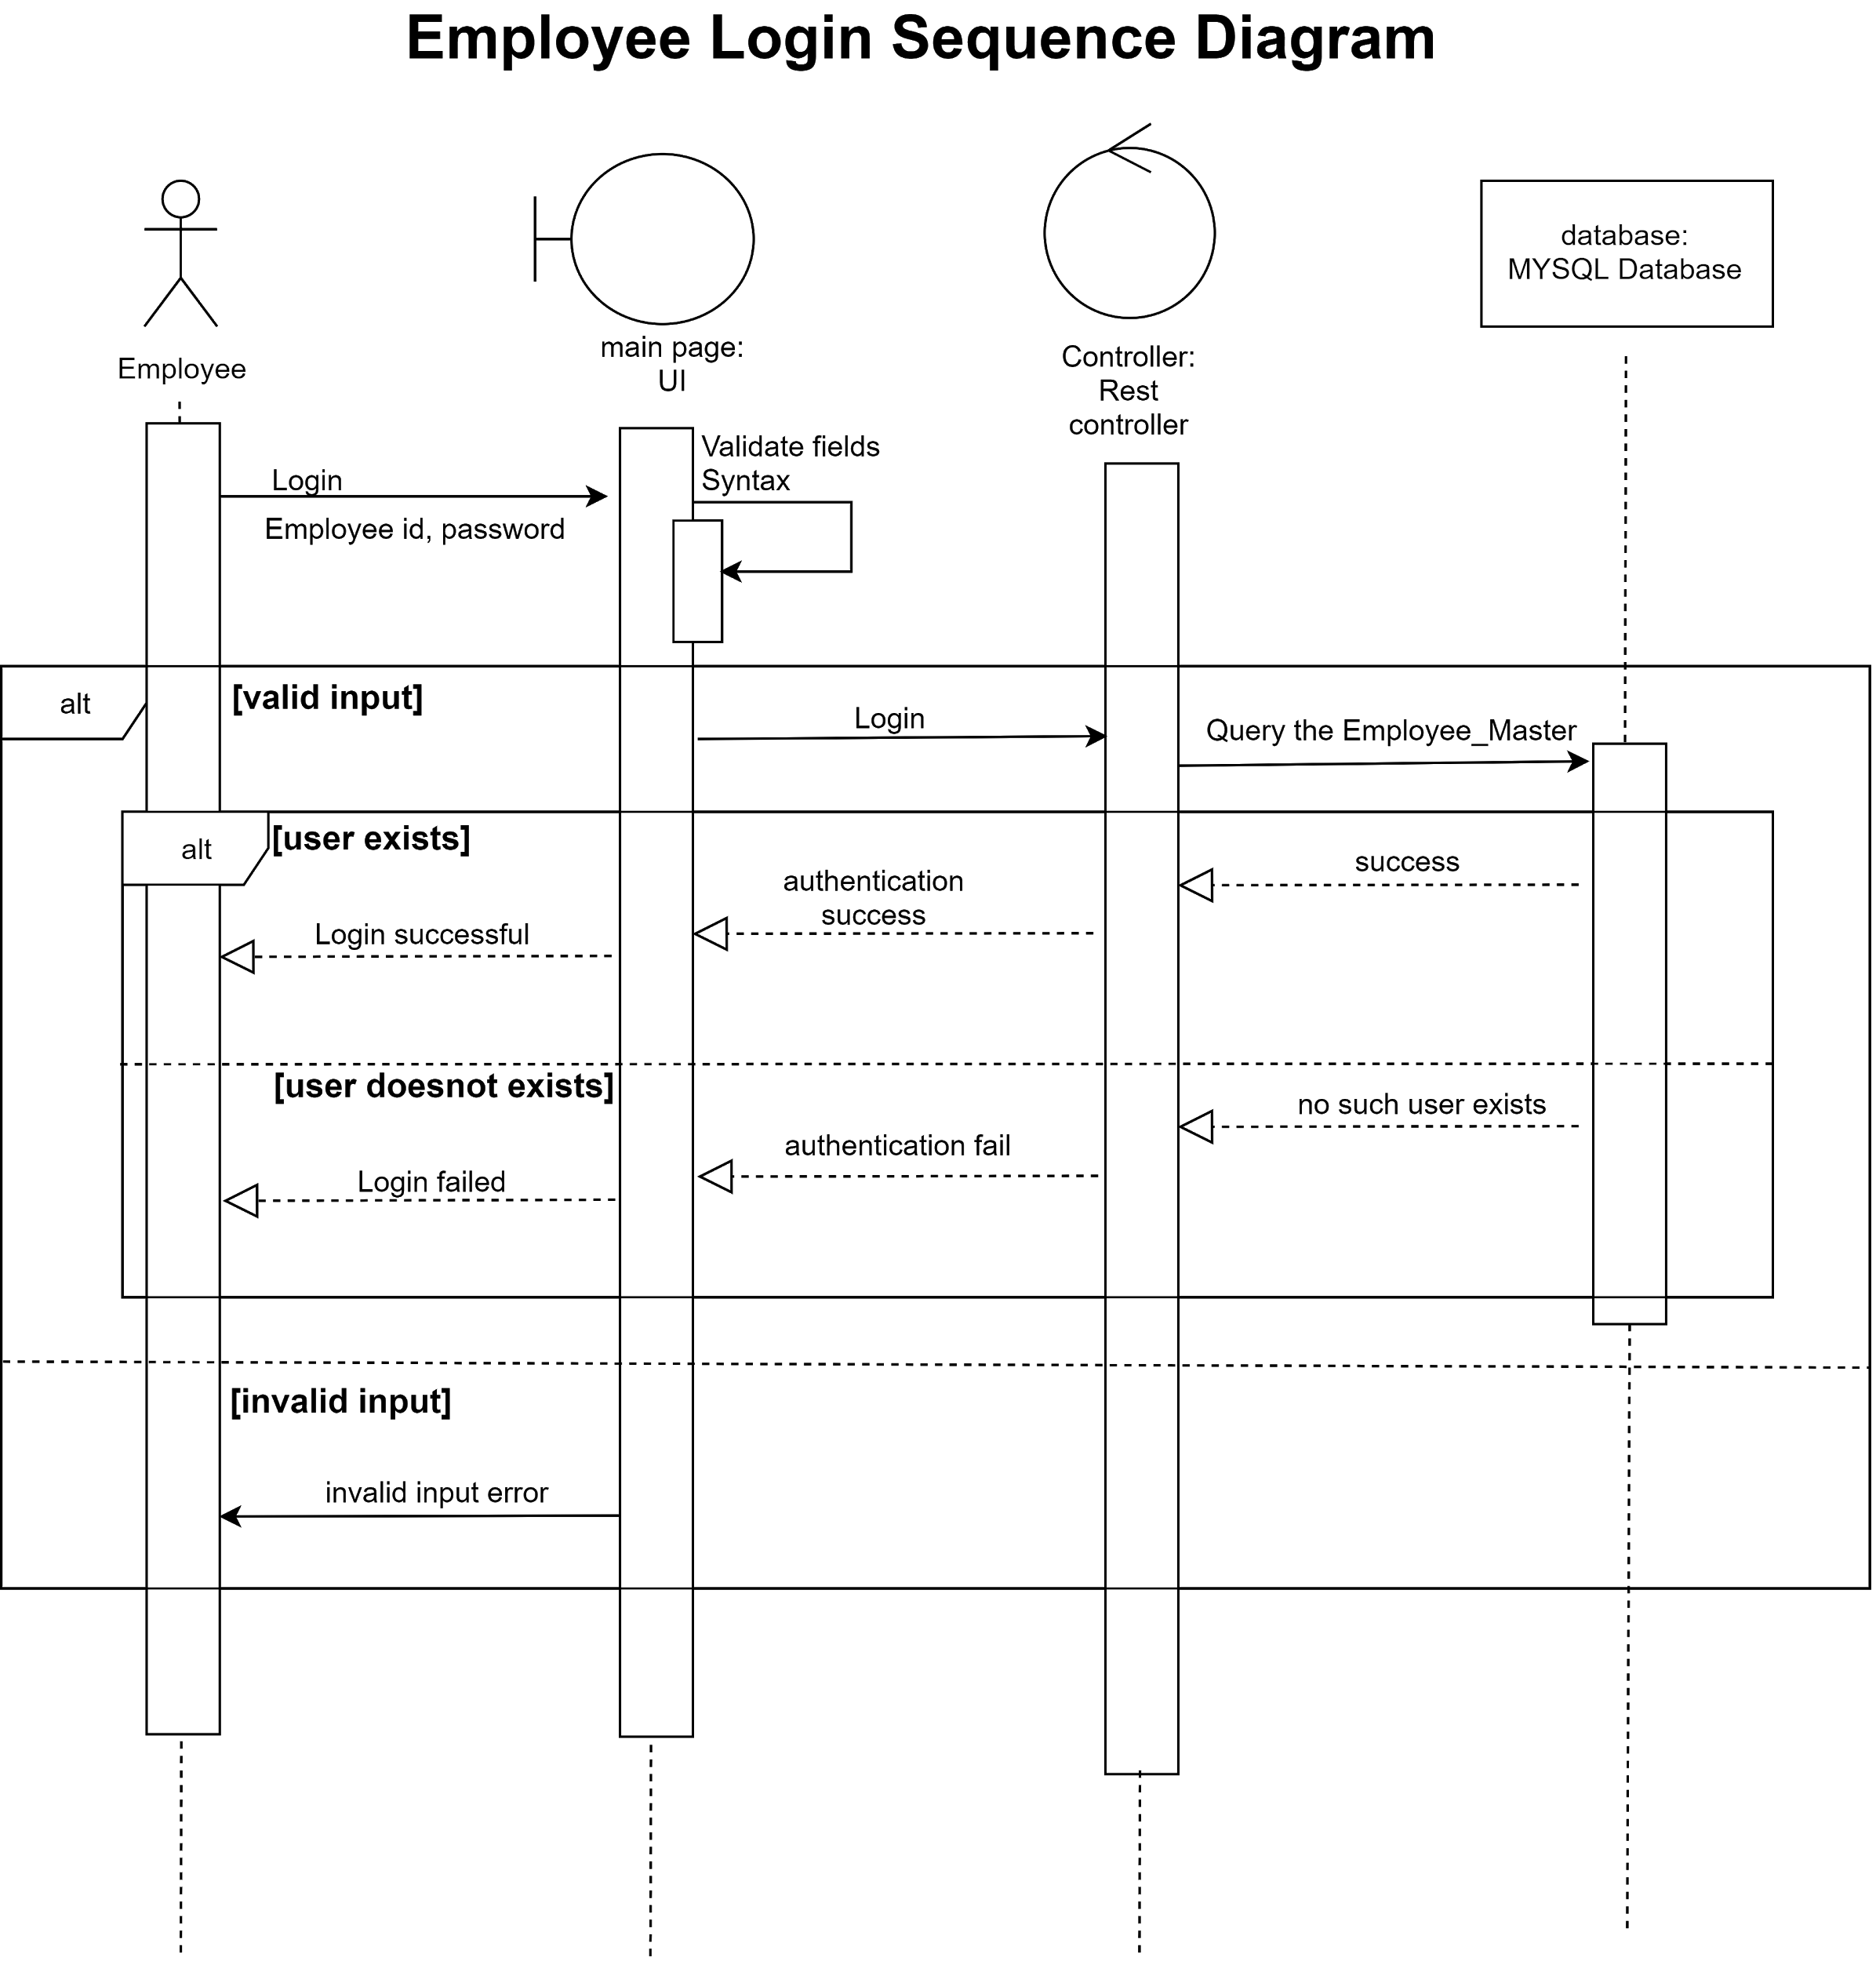 Employee Login Sequence Diagram
database:
MYSQL Database
main page:
UI
Controller:
Rest
controller
Employee
Validate fields
Syntax
Login
Employee id, password
alt
[valid input]
Login
Query the Employee_Master
alt
[user exists]
success
authentication
success
Login successful
[user doesnot exists]
no such user exists
authentication fail
Login failed
[invalid input]
invalid input error